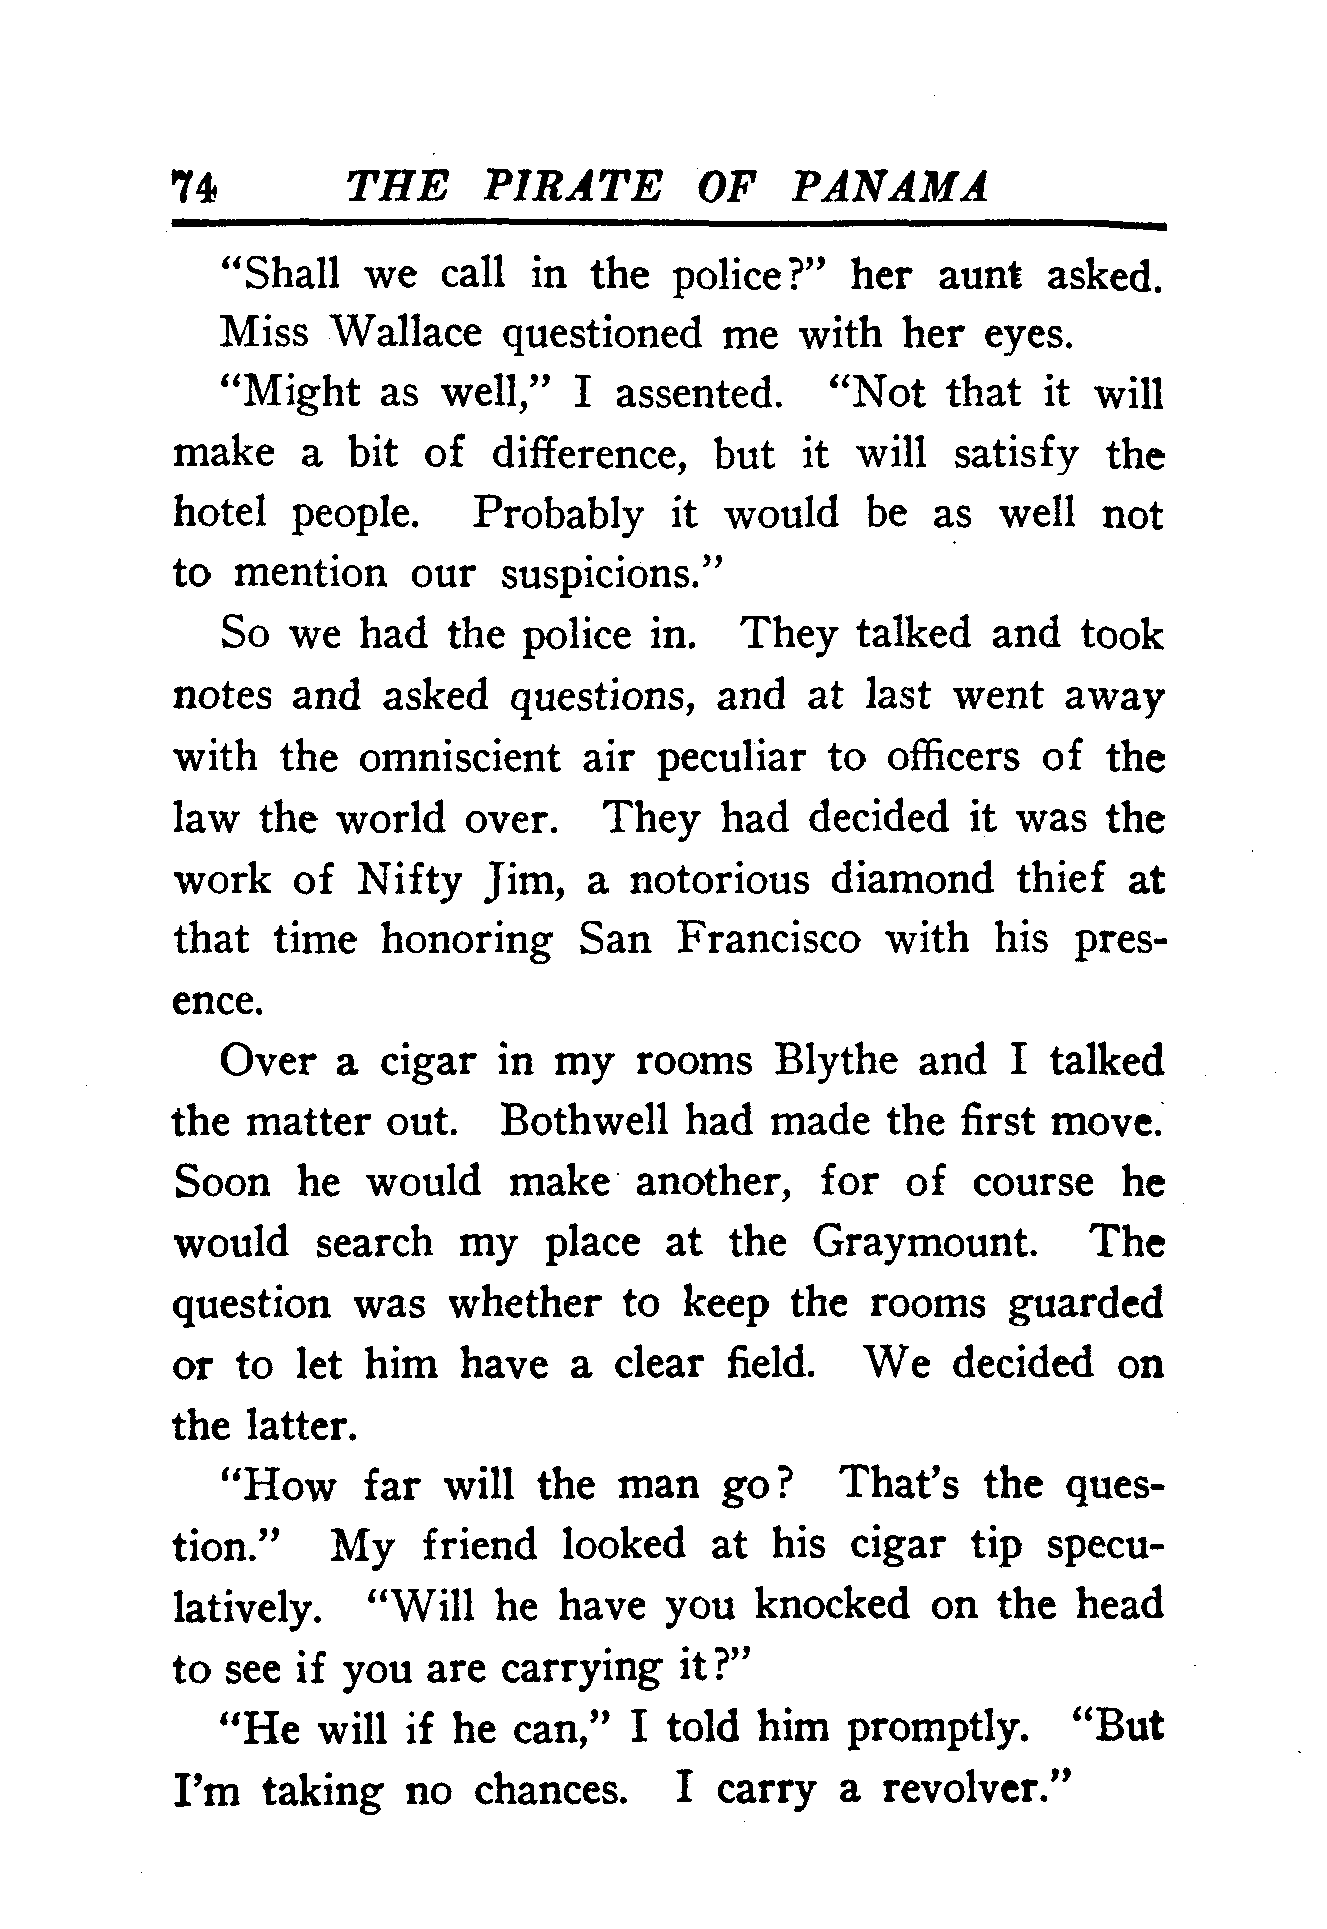 74 THE PIRATE OF PANAMA
“Shall we call in the police?” her aunt asked.
Miss Wallace questioned me with her eyes.
“Might as well,” I assented. “Not that it will
make a bit of difference, but it will satisfy the
hotel people. Probably it would be as well not
to mention our suspicions.”
So we had the police in. They talked and took
notes and asked questions, and at last went away
with the omniscient air peculiar to officers of the
law the world over. They had decided it was the
work of Nifty Jim, a notorious diamond thief at
that time honoring San Francisco with his pres-
ence.
Over a cigar in my rooms Blythe and I talked
the matter out. Bothwell had made the first move.
Soon he would make another, for of course he
would search my place at the Graymount. The
question was whether to keep the rooms guarded
or to let him have a clear field. We decided on
the latter.
“How far will the man go? That’s the ques-
tion.” My friend looked at his cigar tip specu-
latively. “Will he have you knocked on the head
to see if you are carrying it?”
“He will if he can,” I told him promptly. “But
I’m taking no chances. I carry a revolver.”